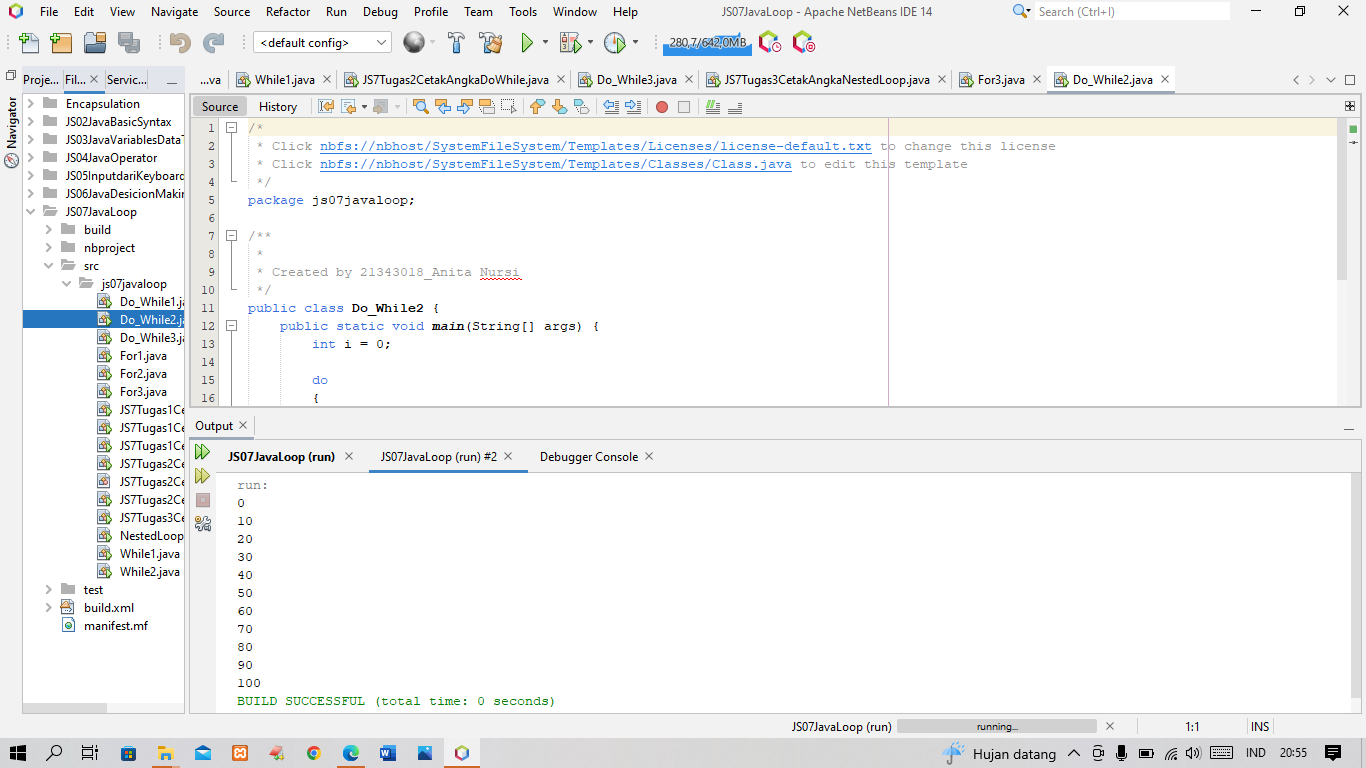 File Edit View Navigate Source Refactor Run Debug Profile Team Tools Window Help
JS07JavaLoop - Apache NetBeans IDE 14
Search (Ctrl+I)
<default config>
280,7/642,0MB
Proje... Fil... Servic...
...va While1.java JS7Tugas2CetakAngkaDoWhile.java Do_While3.java JS7Tugas3CetakAngkaNestedLoop.java For3.java Do_While2.java
Navigator
Encapsulation
JS02JavaBasicSyntax
JS03JavaVariablesDataT
JS04JavaOperator
JS05InputdariKeyboard
JS06JavaDesicionMakin
JS07JavaLoop
build
nbproject
src
js07javaloop
Do_While1.ja
Do_While2.ja
Do_While3.ja
For1.java
For2.java
For3.java
JS7Tugas1Ce
JS7Tugas1Ce
JS7Tugas1Ce
JS7Tugas2Ce
JS7Tugas2Ce
JS7Tugas2Ce
JS7Tugas3Ce
NestedLoop
While1.java
While2.java
test
build.xml
manifest.mf
Source History
1 /*
2 * Click nbfs://nbhost/SystemFileSystem/Templates/Licenses/license-default.txt to change this license
3 * Click nbfs://nbhost/SystemFileSystem/Templates/Classes/Class.java to edit this template
4 */
5 package js07javaloop;
6
7 /**
8 *
9 * Created by 21343018_Anita Nursi
10 */
11 public class Do_While2 {
12 public static void main(String[] args) {
13 int i = 0;
14
15 do
16 {
Output
JS07JavaLoop (run) JS07JavaLoop (run) #2 Debugger Console
run:
0
10
20
30
40
50
60
70
80
90
100
BUILD SUCCESSFUL (total time: 0 seconds)
JS07JavaLoop (run) running... 1:1 INS
Hujan datang IND 20:55